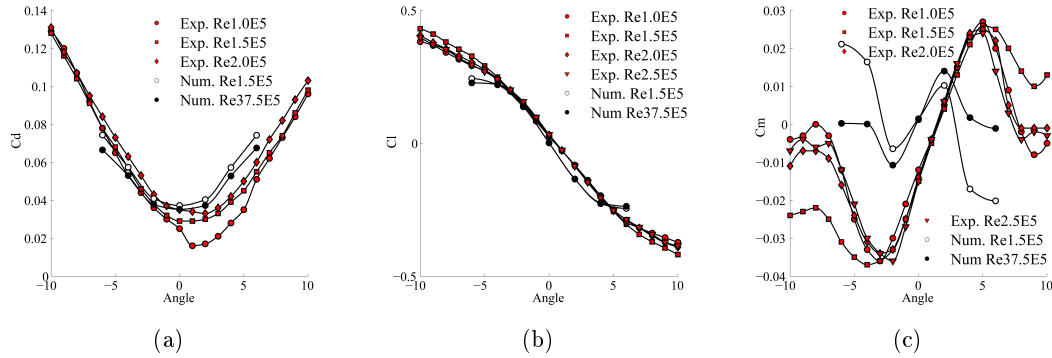 0.14
0.12
0.1
0.08
0.06
0.04
0.02
0
Cd
−10
−5
0
5
10
Angle
Exp. Re1.0E5
Exp. Re1.5E5
Exp. Re2.0E5
Num. Re1.5E5
Num. Re37.5E5
(a)
0.5
0
−0.5
Cl
−10
−5
0
5
10
Angle
Exp. Re1.0E5
Exp. Re1.5E5
Exp. Re2.0E5
Exp. Re2.5E5
Num. Re1.5E5
Num Re37.5E5
(b)
0.03
0.02
0.01
0
−0.01
−0.02
−0.03
−0.04
Cm
−10
−5
0
5
10
Angle
Exp. Re1.0E5
Exp. Re1.5E5
Exp. Re2.0E5
Exp. Re2.5E5
Num. Re1.5E5
Num Re37.5E5
(c)